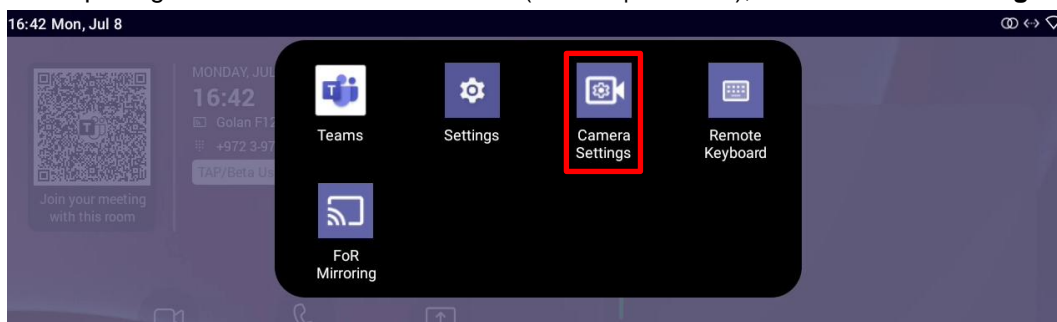 16:42 Mon, Jul 8
MONDAY, JUL
16:42
Golan F12
+972 3-97
TAP/Beta Us
Join your meeting
with this room
Teams
Settings
Camera
Settings
Remote
Keyboard
FoR
Mirroring